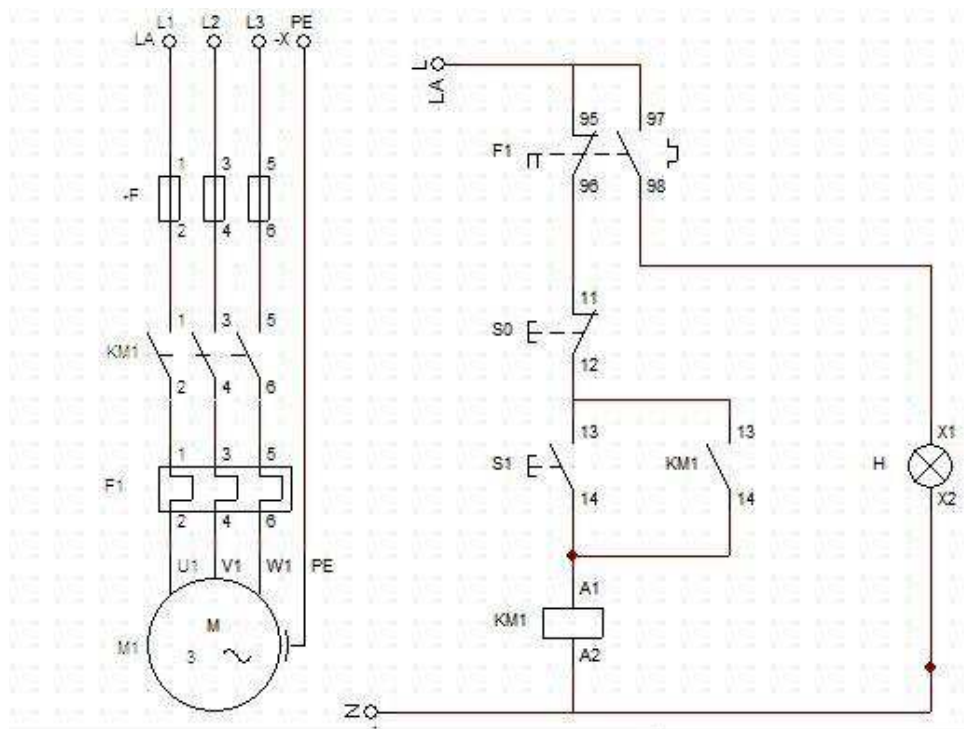 L1 L2 L3 PE
LA -X
1 3 5
-F
2 4 6
1 3 5
KM1
2 4 6
1 3 5
F1
2 4 6
U1 V1 W1 PE
M
M1
3
L
LA
95 97
F1
96 98
11
S0
12
13 13
S1 KM1
14 14
A1
KM1
A2
X1
H
X2
N